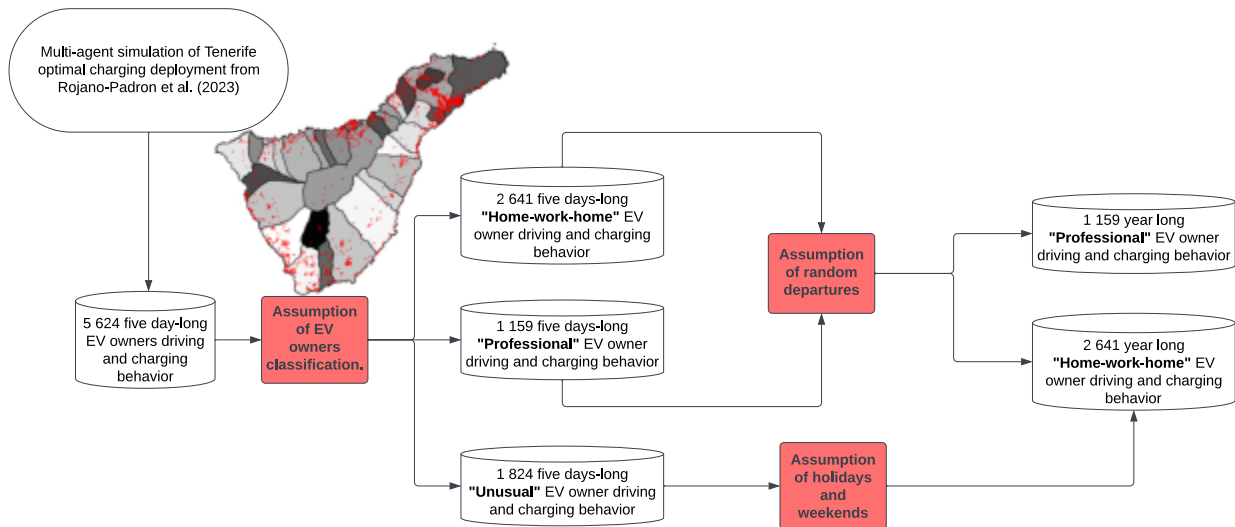 Multi-agent simulation of Tenerife
optimal charging deployment from
Rojano-Padron et al. (2023)
5 624 five day-long
EV owners driving
and charging
behavior
Assumption
of EV
owners
classification.
2 641 five days-long
"Home-work-home" EV
owner driving and charging
behavior
1 159 five days-long
"Professional" EV owner
driving and charging behavior
1 824 five days-long
"Unusual" EV owner driving
and charging behavior
Assumption
of random
departures
Assumption
of holidays
and
weekends
1 159 year long
"Professional" EV owner
driving and charging behavior
2 641 year long
"Home-work-home" EV
owner driving and charging
behavior